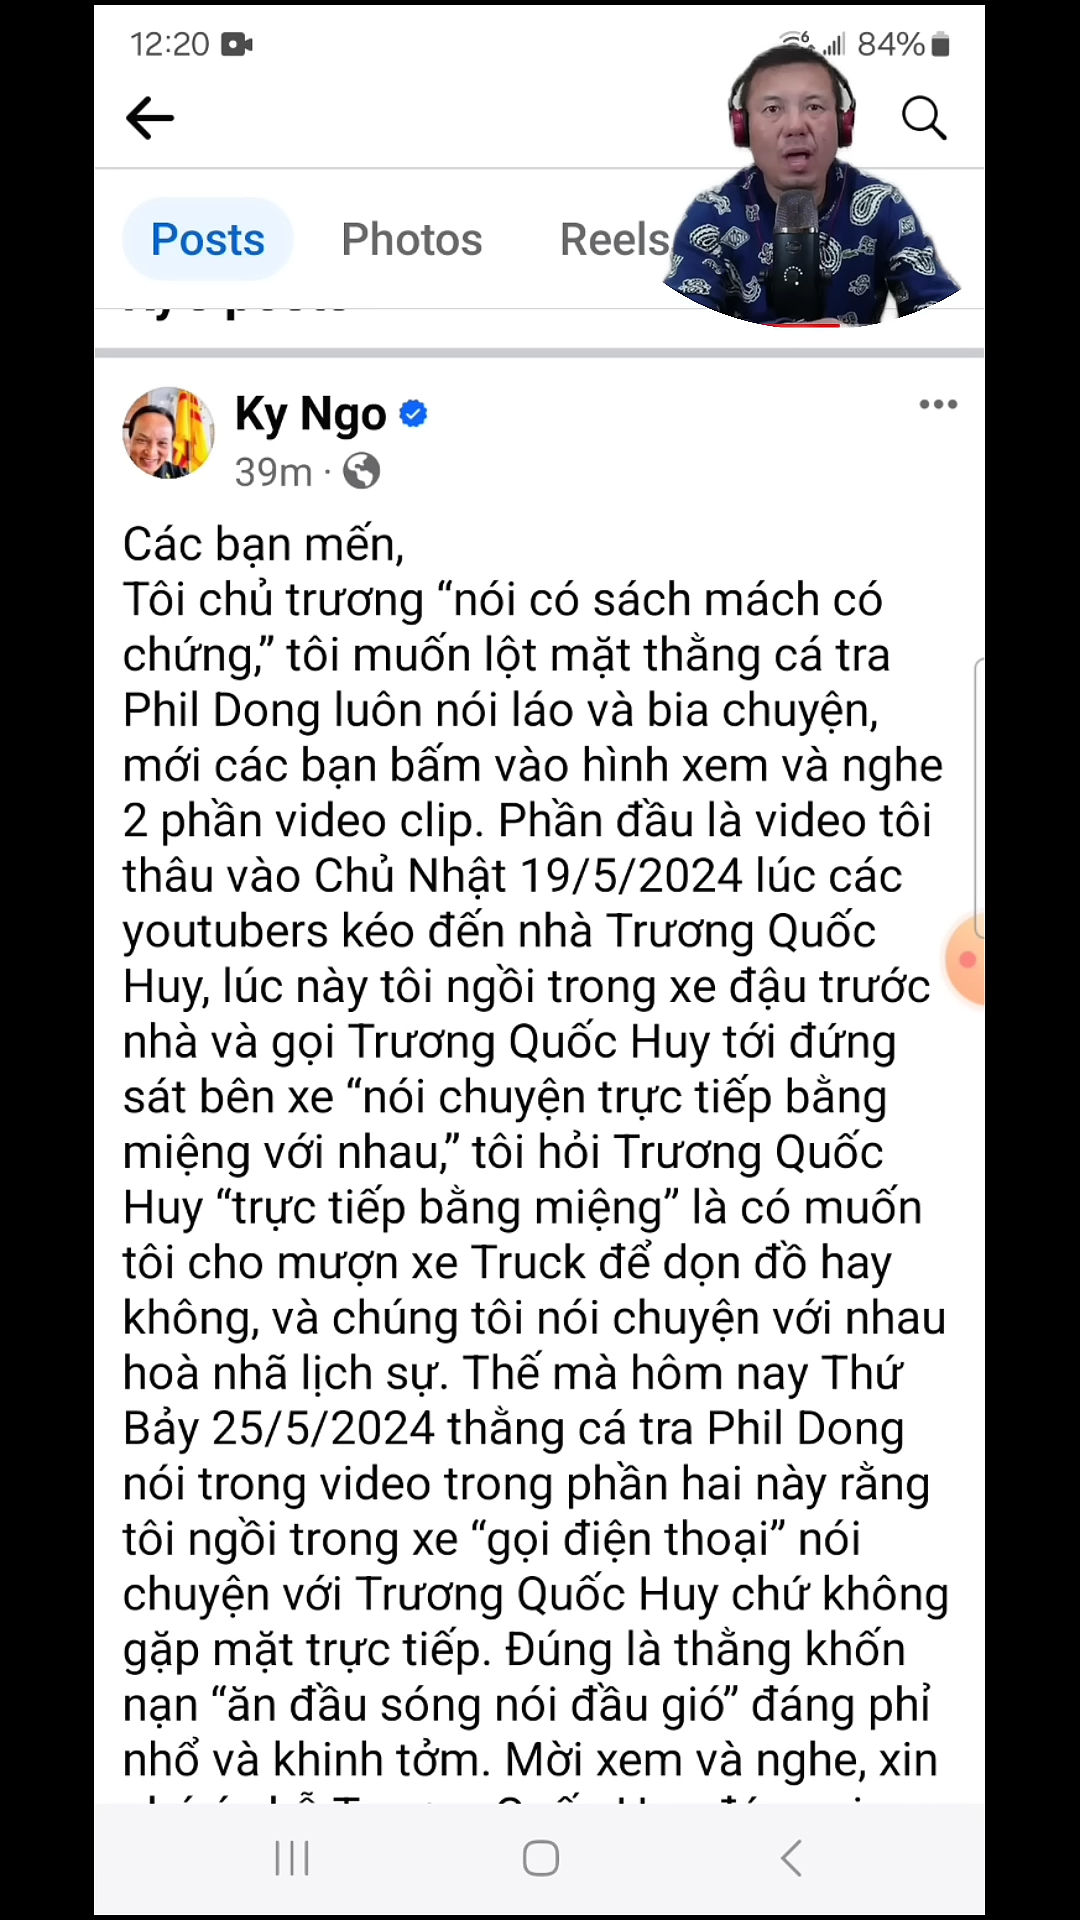 12:20
84%
Posts Photos Reels
Ky Ngo
39m ·
Các bạn mến,
Tôi chủ trương “nói có sách mách có
chứng,” tôi muốn lột mặt thằng cá tra
Phil Dong luôn nói láo và bia chuyện,
mới các bạn bấm vào hình xem và nghe
2 phần video clip. Phần đầu là video tôi
thâu vào Chủ Nhật 19/5/2024 lúc các
youtubers kéo đến nhà Trương Quốc
Huy, lúc này tôi ngồi trong xe đậu trước
nhà và gọi Trương Quốc Huy tới đứng
sát bên xe “nói chuyện trực tiếp bằng
miệng với nhau,” tôi hỏi Trương Quốc
Huy “trực tiếp bằng miệng” là có muốn
tôi cho mượn xe Truck để dọn đồ hay
không, và chúng tôi nói chuyện với nhau
hoà nhã lịch sự. Thế mà hôm nay Thứ
Bảy 25/5/2024 thằng cá tra Phil Dong
nói trong video trong phần hai này rằng
tôi ngồi trong xe “gọi điện thoại” nói
chuyện với Trương Quốc Huy chứ không
gặp mặt trực tiếp. Đúng là thằng khốn
nạn “ăn đầu sóng nói đầu gió” đáng phỉ
nhổ và khinh tởm. Mời xem và nghe, xin